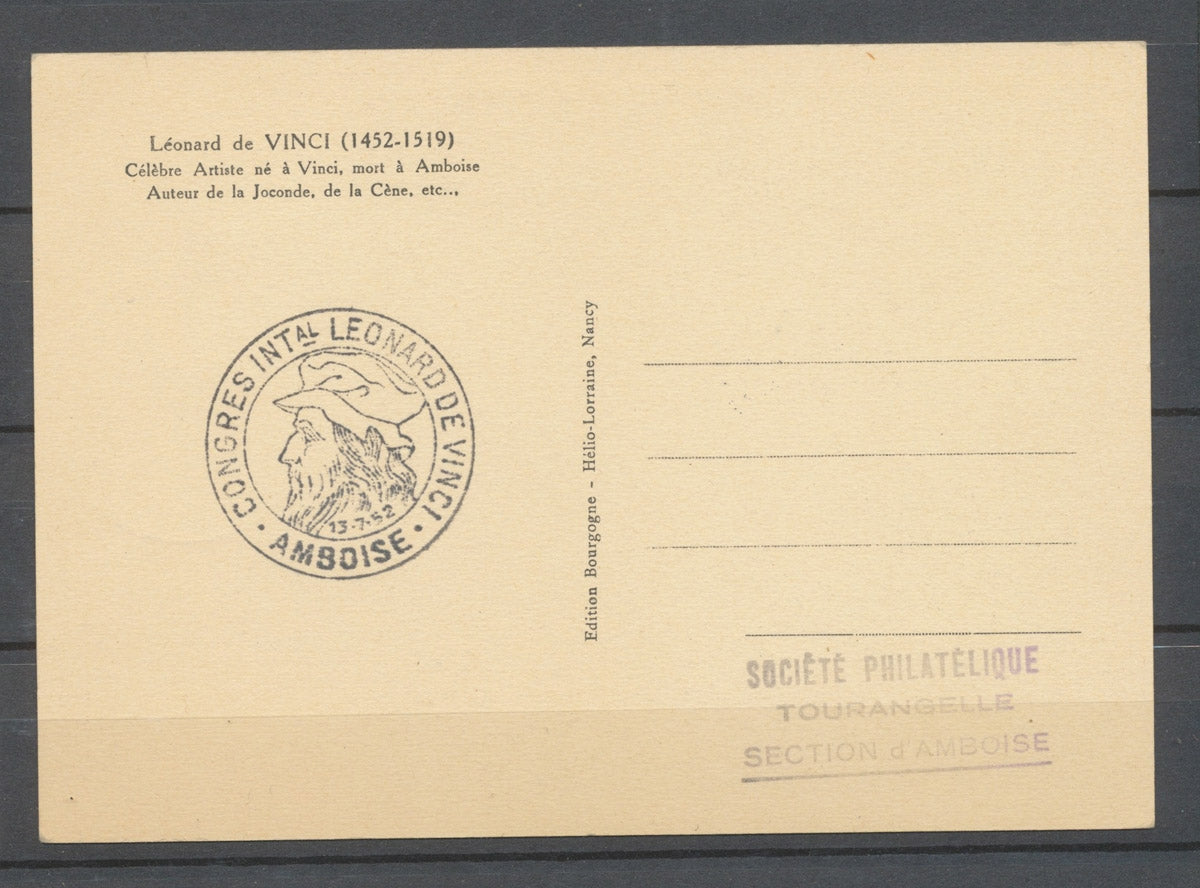 Léonard de VINCI (1452-1519)
Célèbre Artiste né à Vinci, mort à Amboise
Auteur de la Joconde, de la Cène, etc..,
CONGRES INTAL LEONARD DE VINCI
13-7-52
• AMBOISE •
Edition Bourgogne - Hélio-Lorraine, Nancy
SOCIÉTÉ PHILATÉLIQUE
TOURANGELLE
SECTION d'AMBOISE